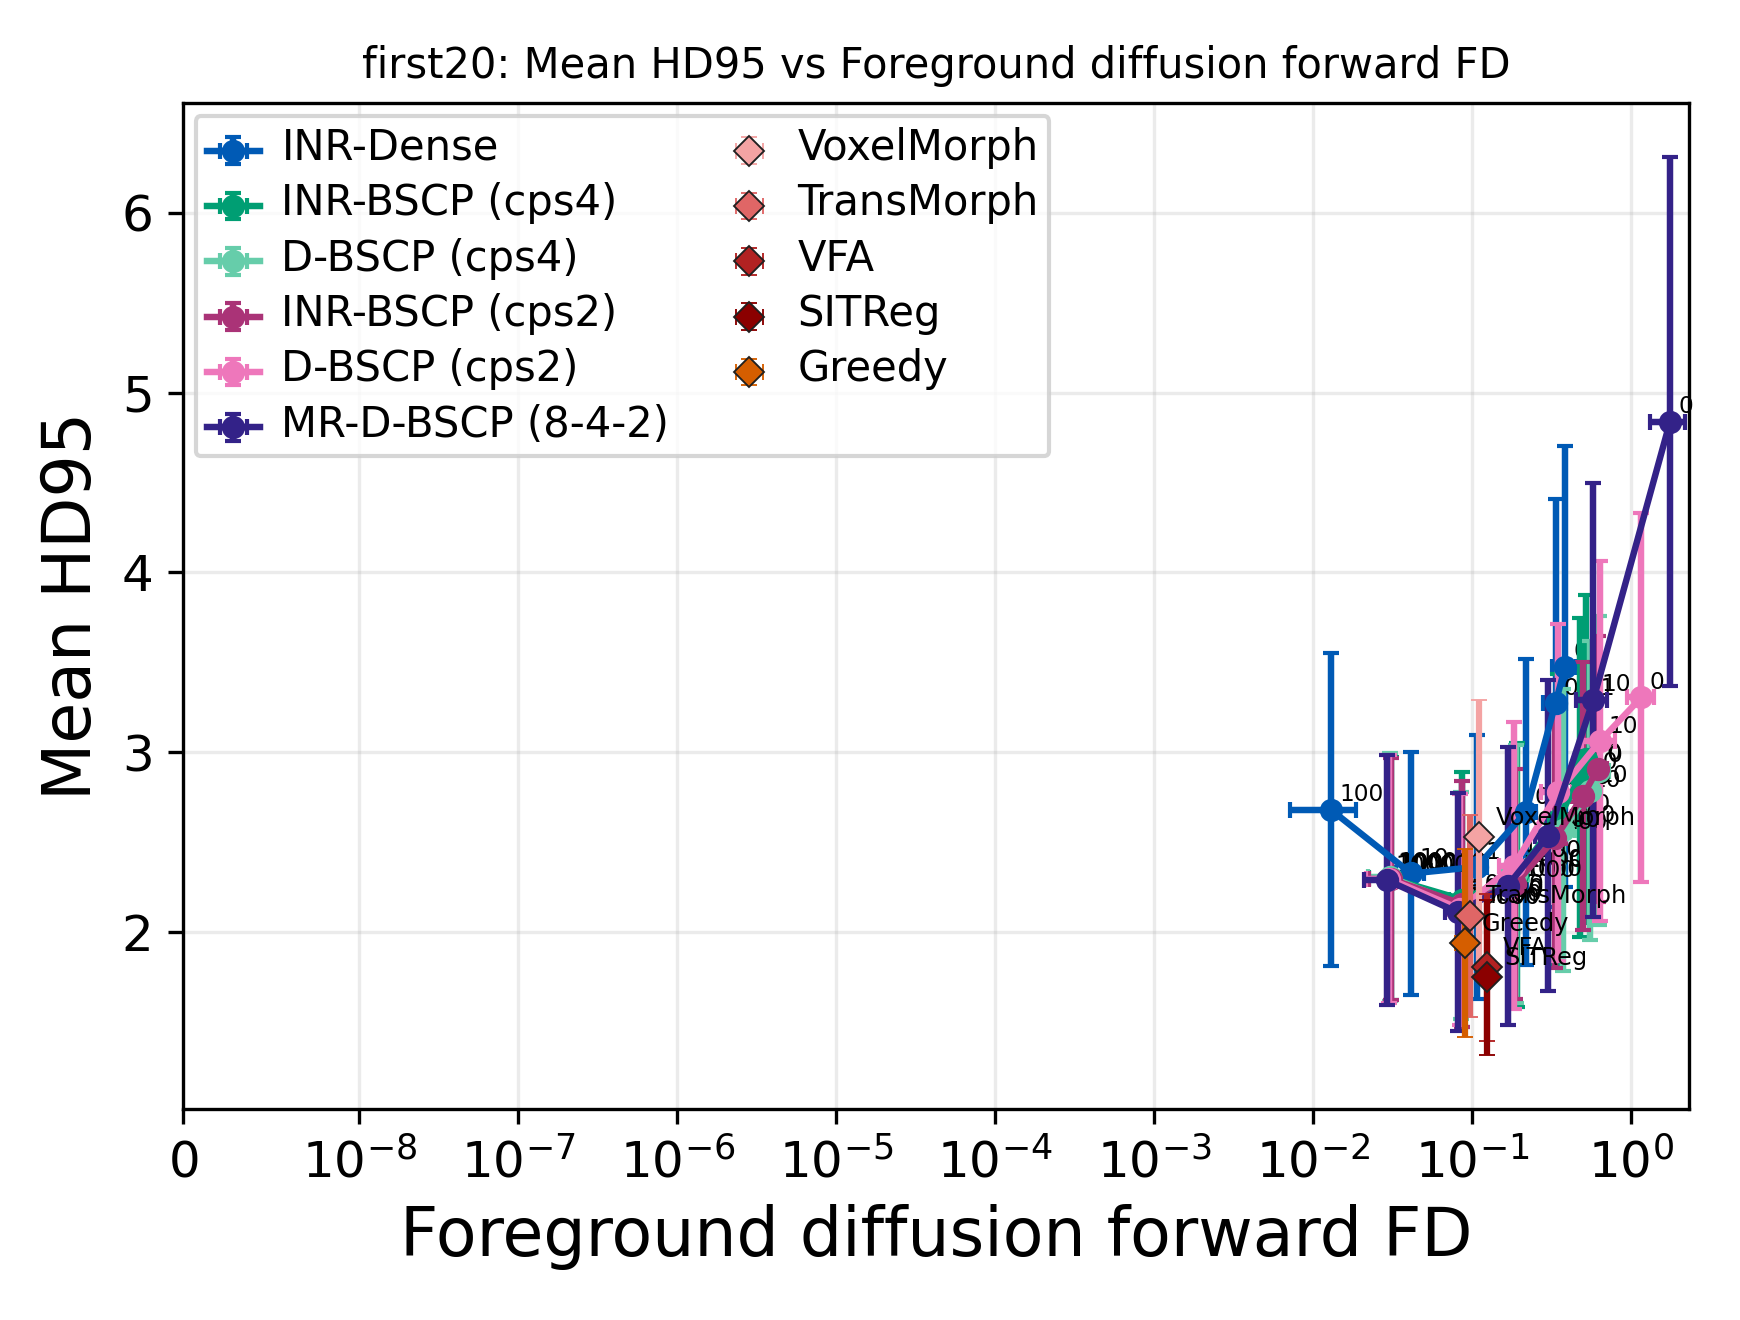 first20: Mean HD95 vs Foreground diffusion forward FD
INR-Dense
INR-BSCP (cps4)
D-BSCP (cps4)
INR-BSCP (cps2)
D-BSCP (cps2)
MR-D-BSCP (8-4-2)
VoxelMorph
TransMorph
VFA
SITReg
Greedy
Mean HD95
6
5
4
3
2
0
0
10
10
100
VoxelMorph
TransMorph
Greedy
VFA
SITReg
0 10⁻⁸ 10⁻⁷ 10⁻⁶ 10⁻⁵ 10⁻⁴ 10⁻³ 10⁻² 10⁻¹ 10⁰
Foreground diffusion forward FD